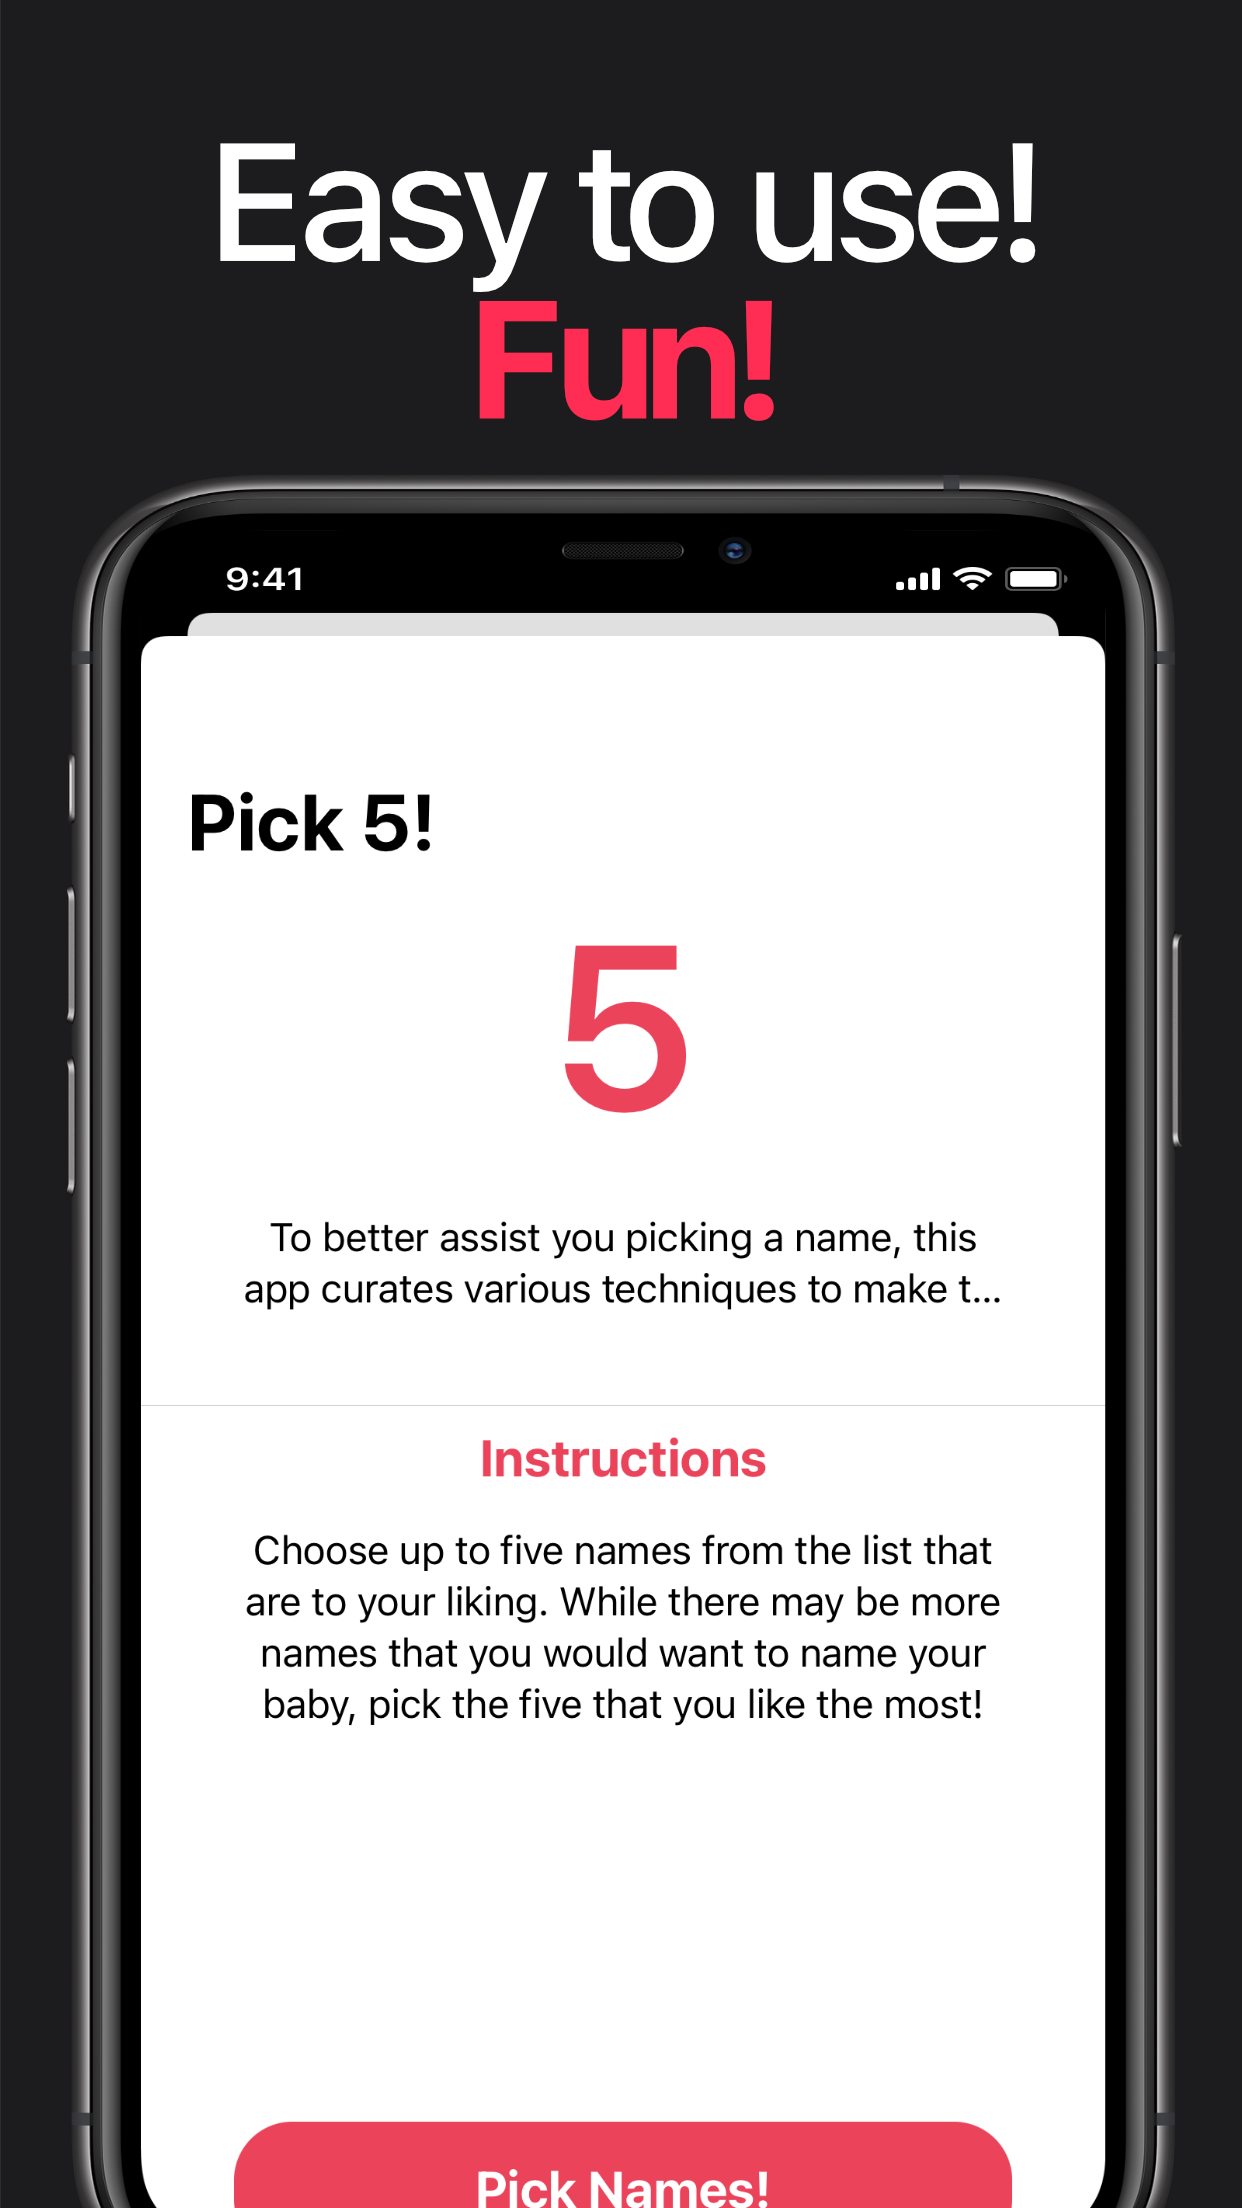 Easy to use!
Fun!
9:41
Pick 5!
5
To better assist you picking a name, this
app curates various techniques to make t...
Instructions
Choose up to five names from the list that
are to your liking. While there may be more
names that you would want to name your
baby, pick the five that you like the most!
Pick Names!